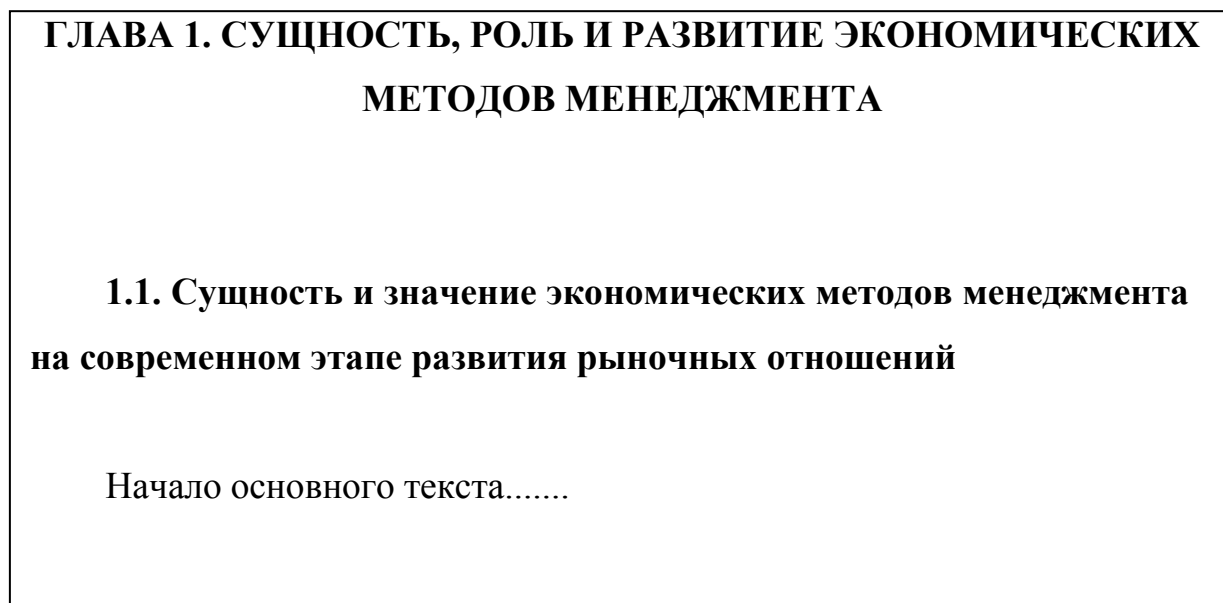 ГЛАВА 1. СУЩНОСТЬ, РОЛЬ И РАЗВИТИЕ ЭКОНОМИЧЕСКИХ
МЕТОДОВ МЕНЕДЖМЕНТА
1.1. Сущность и значение экономических методов менеджмента
на современном этапе развития рыночных отношений
Начало основного текста.......